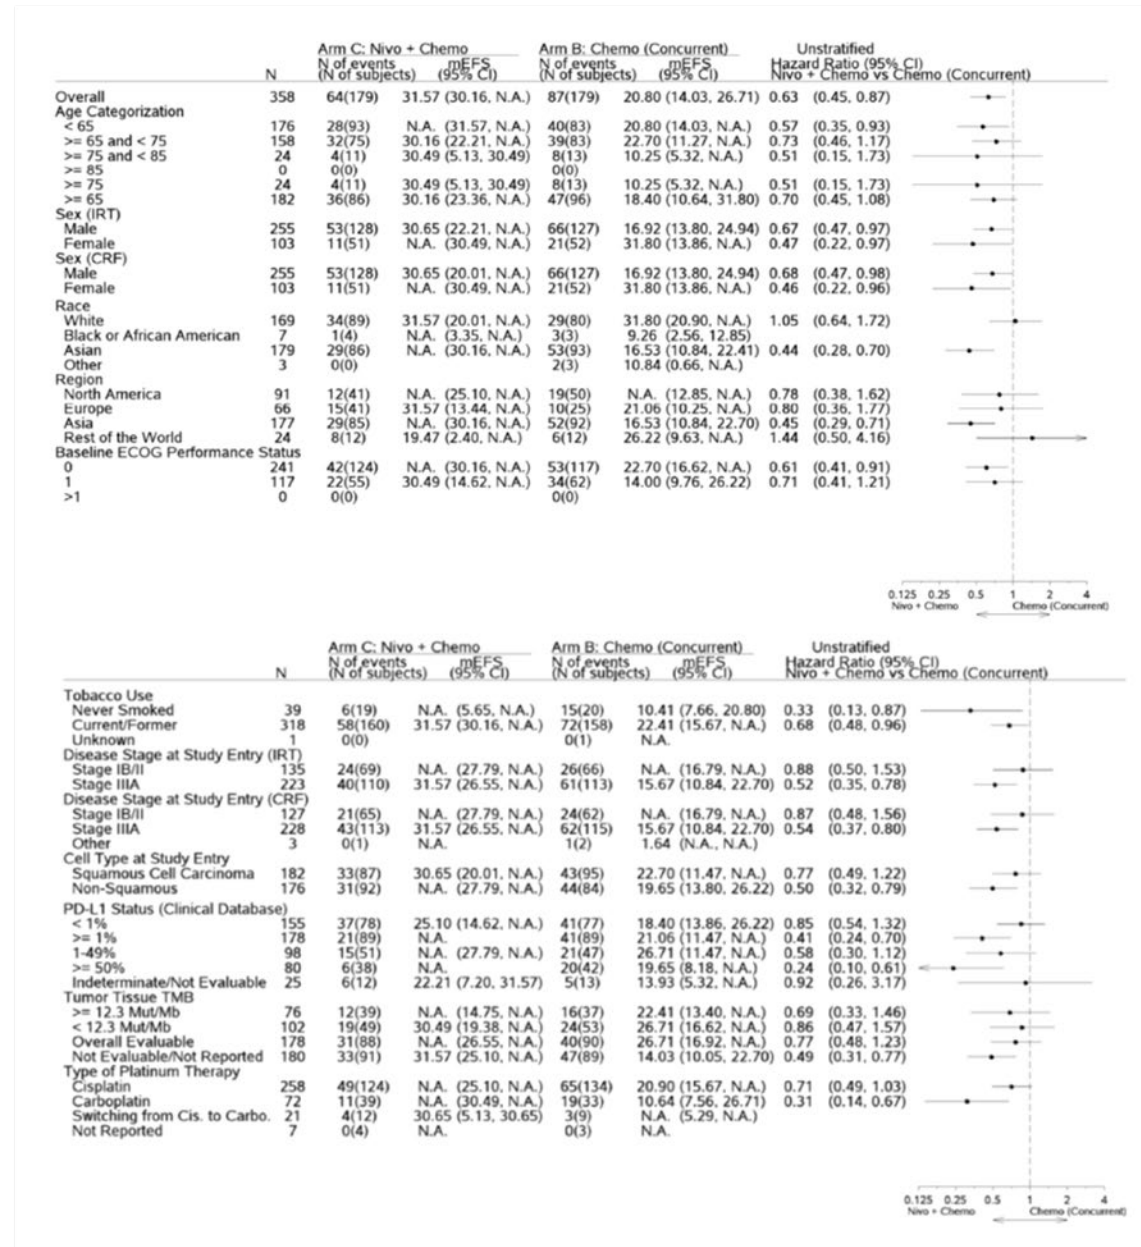 Arm C: Nivo + Chemo Arm B: Chemo (Concurrent) Unstratified
N of events mEFS N of events mEFS Hazard Ratio (95% CI)
N (N of subjects) (95% CI) (N of subjects) (95% CI) Nivo + Chemo vs Chemo (Concurrent)
Overall 358 64(179) 31.57 (30.16, N.A.) 87(179) 20.80 (14.03, 26.71) 0.63 (0.45, 0.87)
Age Categorization
< 65 176 28(93) N.A. (31.57, N.A.) 40(83) 20.80 (14.03, N.A.) 0.57 (0.35, 0.93)
>= 65 and < 75 158 32(75) 30.16 (22.21, N.A.) 39(83) 22.70 (11.27, N.A.) 0.73 (0.46, 1.17)
>= 75 and < 85 24 4(11) 30.49 (5.13, 30.49) 8(13) 10.25 (5.32, N.A.) 0.51 (0.15, 1.73)
>= 85 0 0(0) 0(0)
>= 75 24 4(11) 30.49 (5.13, 30.49) 8(13) 10.25 (5.32, N.A.) 0.51 (0.15, 1.73)
>= 65 182 36(86) 30.16 (23.36, N.A.) 47(96) 18.40 (10.64, 31.80) 0.70 (0.45, 1.08)
Sex (IRT)
Male 255 53(128) 30.65 (22.21, N.A.) 66(127) 16.92 (13.80, 24.94) 0.67 (0.47, 0.97)
Female 103 11(51) N.A. (30.49, N.A.) 21(52) 31.80 (13.86, N.A.) 0.47 (0.22, 0.97)
Sex (CRF)
Male 255 53(128) 30.65 (20.01, N.A.) 66(127) 16.92 (13.80, 24.94) 0.68 (0.47, 0.98)
Female 103 11(51) N.A. (30.49, N.A.) 21(52) 31.80 (13.86, N.A.) 0.46 (0.22, 0.96)
Race
White 169 34(89) 31.57 (20.01, N.A.) 29(80) 31.80 (20.90, N.A.) 1.05 (0.64, 1.72)
Black or African American 7 1(4) N.A. (3.35, N.A.) 3(3) 9.26 (2.56, 12.85)
Asian 179 29(86) N.A. (30.16, N.A.) 53(93) 16.53 (10.84, 22.41) 0.44 (0.28, 0.70)
Other 3 0(0) 2(3) 10.84 (0.66, N.A.)
Region
North America 91 12(41) N.A. (25.10, N.A.) 19(50) N.A. (12.85, N.A.) 0.78 (0.38, 1.62)
Europe 66 15(41) 31.57 (13.44, N.A.) 10(25) 21.06 (10.25, N.A.) 0.80 (0.36, 1.77)
Asia 177 29(85) N.A. (30.16, N.A.) 52(92) 16.53 (10.84, 22.70) 0.45 (0.29, 0.71)
Rest of the World 24 8(12) 19.47 (2.40, N.A.) 6(12) 26.22 (9.63, N.A.) 1.44 (0.50, 4.16)
Baseline ECOG Performance Status
0 241 42(124) N.A. (30.16, N.A.) 53(117) 22.70 (16.62, N.A.) 0.61 (0.41, 0.91)
1 117 22(55) 30.49 (14.62, N.A.) 34(62) 14.00 (9.76, 26.22) 0.71 (0.41, 1.21)
>1 0 0(0) 0(0)
0.125 0.25 0.5 1 2 4
Nivo + Chemo Chemo (Concurrent)
Arm C: Nivo + Chemo Arm B: Chemo (Concurrent) Unstratified
N of events mEFS N of events mEFS Hazard Ratio (95% CI)
N (N of subjects) (95% CI) (N of subjects) (95% CI) Nivo + Chemo vs Chemo (Concurrent)
Tobacco Use
Never Smoked 39 6(19) N.A. (5.65, N.A.) 15(20) 10.41 (7.66, 20.80) 0.33 (0.13, 0.87)
Current/Former 318 58(160) 31.57 (30.16, N.A.) 72(158) 22.41 (15.67, N.A.) 0.68 (0.48, 0.96)
Unknown 1 0(0) 0(1) N.A.
Disease Stage at Study Entry (IRT)
Stage IB/II 135 24(69) N.A. (27.79, N.A.) 26(66) N.A. (16.79, N.A.) 0.88 (0.50, 1.53)
Stage IIIA 223 40(110) 31.57 (26.55, N.A.) 61(113) 15.67 (10.84, 22.70) 0.52 (0.35, 0.78)
Disease Stage at Study Entry (CRF)
Stage IB/II 127 21(65) N.A. (27.79, N.A.) 24(62) N.A. (16.79, N.A.) 0.87 (0.48, 1.56)
Stage IIIA 228 43(113) 31.57 (26.55, N.A.) 62(115) 15.67 (10.84, 22.70) 0.54 (0.37, 0.80)
Other 3 0(1) N.A. 1(2) 1.64 (N.A., N.A.)
Cell Type at Study Entry
Squamous Cell Carcinoma 182 33(87) 30.65 (20.01, N.A.) 43(95) 22.70 (11.47, N.A.) 0.77 (0.49, 1.22)
Non-Squamous 176 31(92) N.A. (27.79, N.A.) 44(84) 19.65 (13.80, 26.22) 0.50 (0.32, 0.79)
PD-L1 Status (Clinical Database)
< 1% 155 37(78) 25.10 (14.62, N.A.) 41(77) 18.40 (13.86, 26.22) 0.85 (0.54, 1.32)
>= 1% 178 21(89) N.A. 41(89) 21.06 (11.47, N.A.) 0.41 (0.24, 0.70)
1-49% 98 15(51) N.A. (27.79, N.A.) 21(47) 26.71 (11.47, N.A.) 0.58 (0.30, 1.12)
>= 50% 80 6(38) N.A. 20(42) 19.65 (8.18, N.A.) 0.24 (0.10, 0.61)
Indeterminate/Not Evaluable 25 6(12) 22.21 (7.20, 31.57) 5(13) 13.93 (5.32, N.A.) 0.92 (0.26, 3.17)
Tumor Tissue TMB
>= 12.3 Mut/Mb 76 12(39) N.A. (14.75, N.A.) 16(37) 22.41 (13.40, N.A.) 0.69 (0.33, 1.46)
< 12.3 Mut/Mb 102 19(49) 30.49 (19.38, N.A.) 24(53) 26.71 (16.62, N.A.) 0.86 (0.47, 1.57)
Overall Evaluable 178 31(88) N.A. (26.55, N.A.) 40(90) 26.71 (16.92, N.A.) 0.77 (0.48, 1.23)
Not Evaluable/Not Reported 180 33(91) 31.57 (25.10, N.A.) 47(89) 14.03 (10.05, 22.70) 0.49 (0.31, 0.77)
Type of Platinum Therapy
Cisplatin 258 49(124) N.A. (25.10, N.A.) 65(134) 20.90 (15.67, N.A.) 0.71 (0.49, 1.03)
Carboplatin 72 11(39) N.A. (30.49, N.A.) 19(33) 10.64 (7.56, 26.71) 0.31 (0.14, 0.67)
Switching from Cis. to Carbo. 21 4(12) 30.65 (5.13, 30.65) 3(9) N.A. (5.29, N.A.)
Not Reported 7 0(4) N.A. 0(3) N.A.
0.125 0.25 0.5 1 2 4
Nivo + Chemo Chemo (Concurrent)